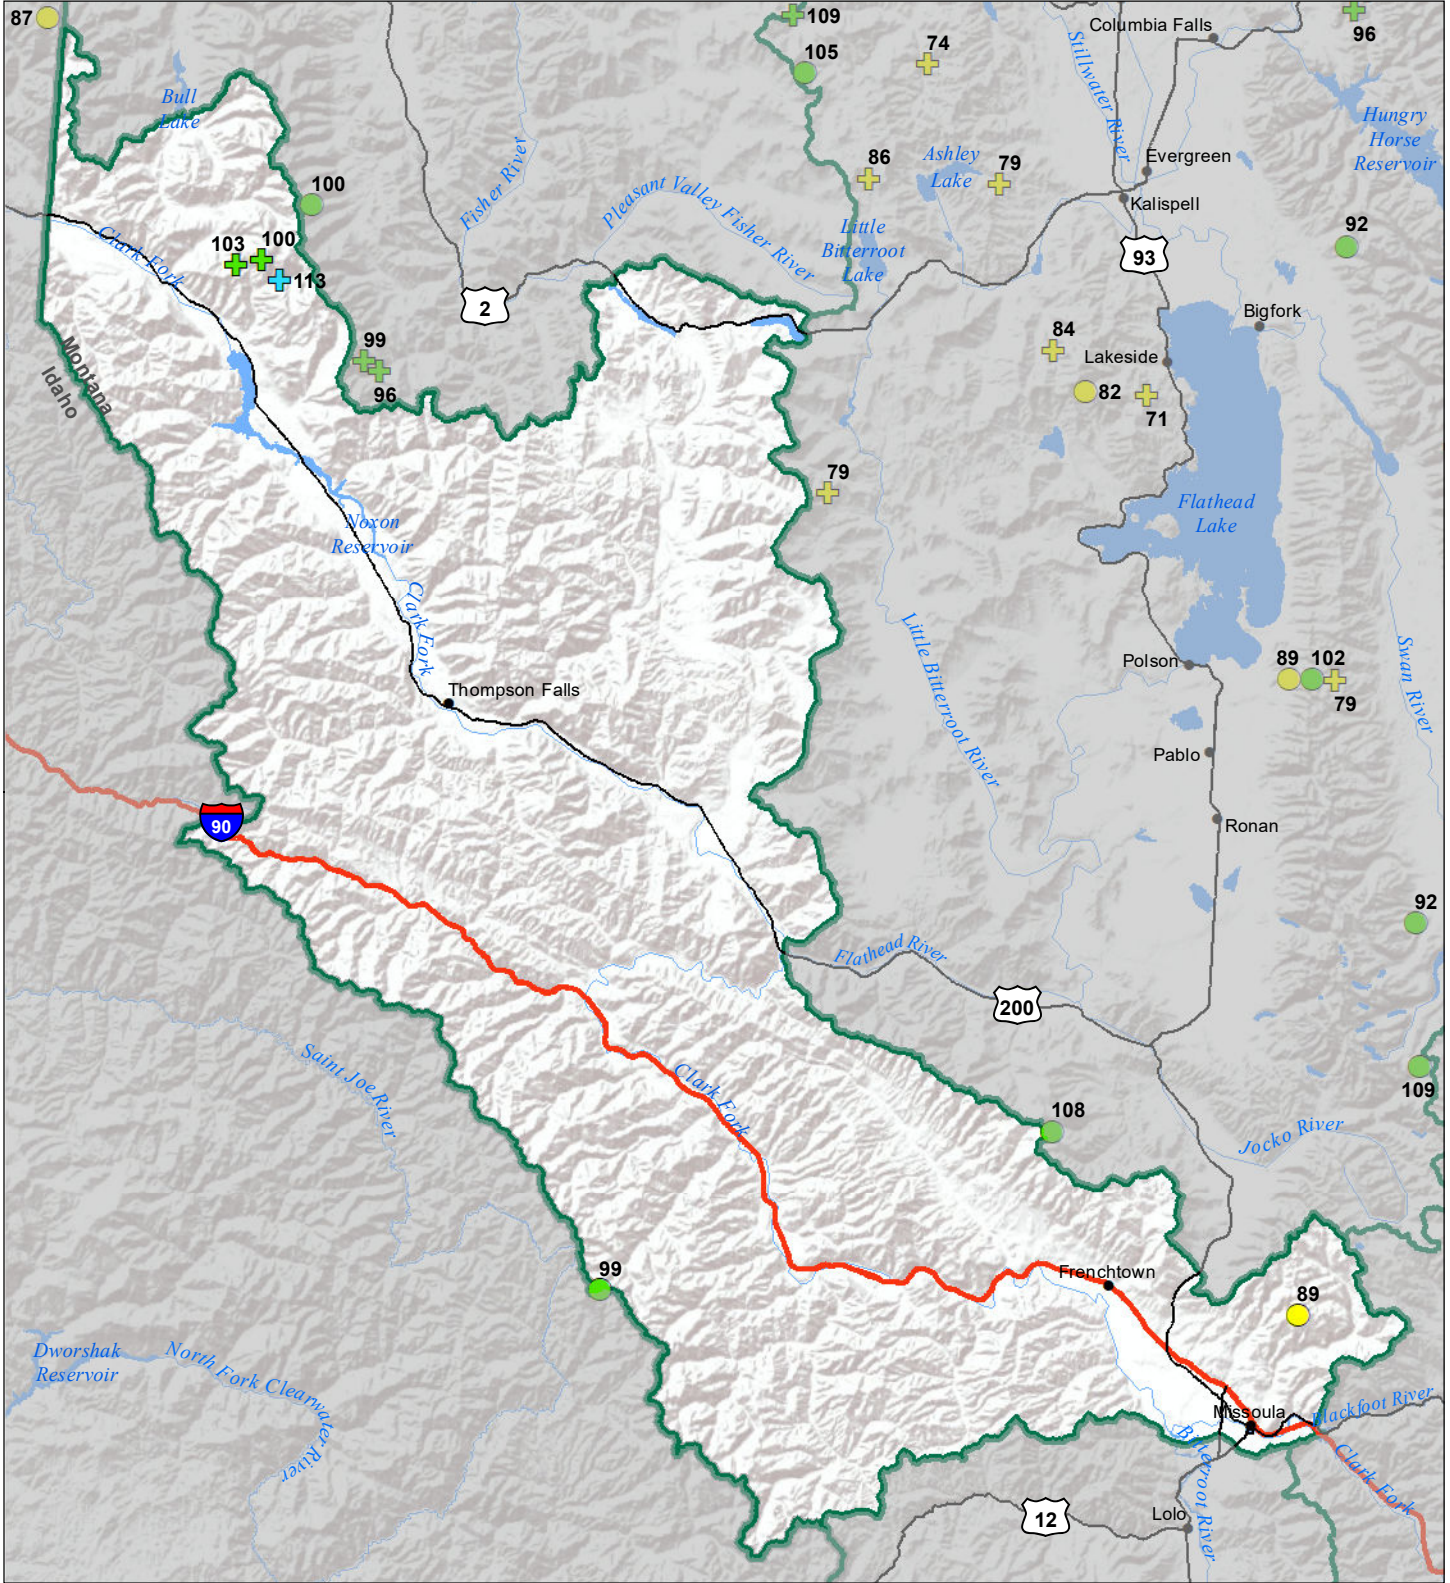 87
109
105
74
Columbia Falls
96
Stillwater River
Bull
Lake
Hungry
Horse
Reservoir
Fisher River
86
Ashley
Lake
79
Evergreen
100
Pleasant Valley Fisher River
Kalispell
Little
Bitterroot
Lake
92
Clark Fork
103
100
113
93
2
Bigfork
99
96
84
Lakeside
82
71
Montana
Idaho
79
Flathead
Lake
Noxon
Reservoir
Clark Fork
Little Bitterroot River
Swan River
Polson
89
102
79
Thompson Falls
Pablo
90
Ronan
92
Flathead River
200
Saint Joe River
Clark Fork
109
108
Jocko River
99
Frenchtown
89
Dworshak
Reservoir
North Fork Clearwater River
Missoula
Blackfoot River
Bitterroot River
Clark Fork
12
Lolo